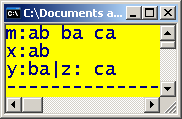 C:\Documents a...
m:ab ba ca
x:ab
y:ba|z: ca
----------------